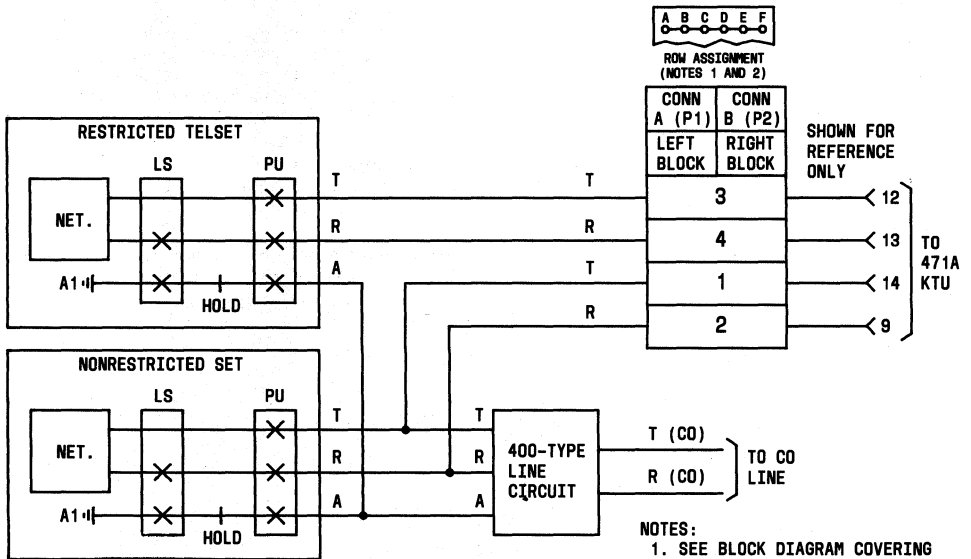 A B C D E F
ROW ASSIGNMENT
(NOTES 1 AND 2)
CONN A (P1)
CONN B (P2)
LEFT BLOCK
RIGHT BLOCK
SHOWN FOR
REFERENCE
ONLY
RESTRICTED TELSET
LS
PU
NET.
T
T
3
12
R
R
4
13
TO
471A
KTU
A1
HOLD
A
T
1
14
R
2
9
NONRESTRICTED SET
LS
PU
NET.
T
T
R
R
A1
HOLD
A
A
400-TYPE
LINE
CIRCUIT
T (CO)
R (CO)
TO CO
LINE
NOTES:
1. SEE BLOCK DIAGRAM COVERING